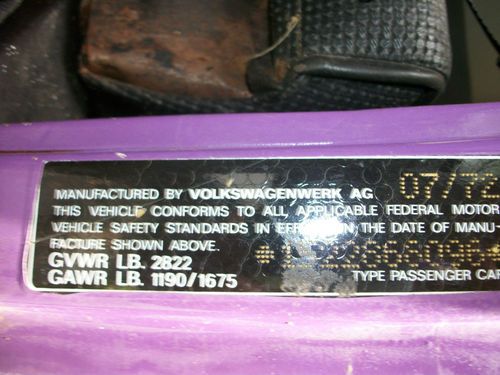 MANUFACTURED BY VOLKSWAGENWERK AG 07/72
THIS VEHICLE CONFORMS TO ALL APPLICABLE FEDERAL MOTOR
VEHICLE SAFETY STANDARDS IN EFFECT ON THE DATE OF MANU-
FACTURE SHOWN ABOVE.
GVWR LB. 2822
GAWR LB. 1190/1675
TYPE PASSENGER CAR